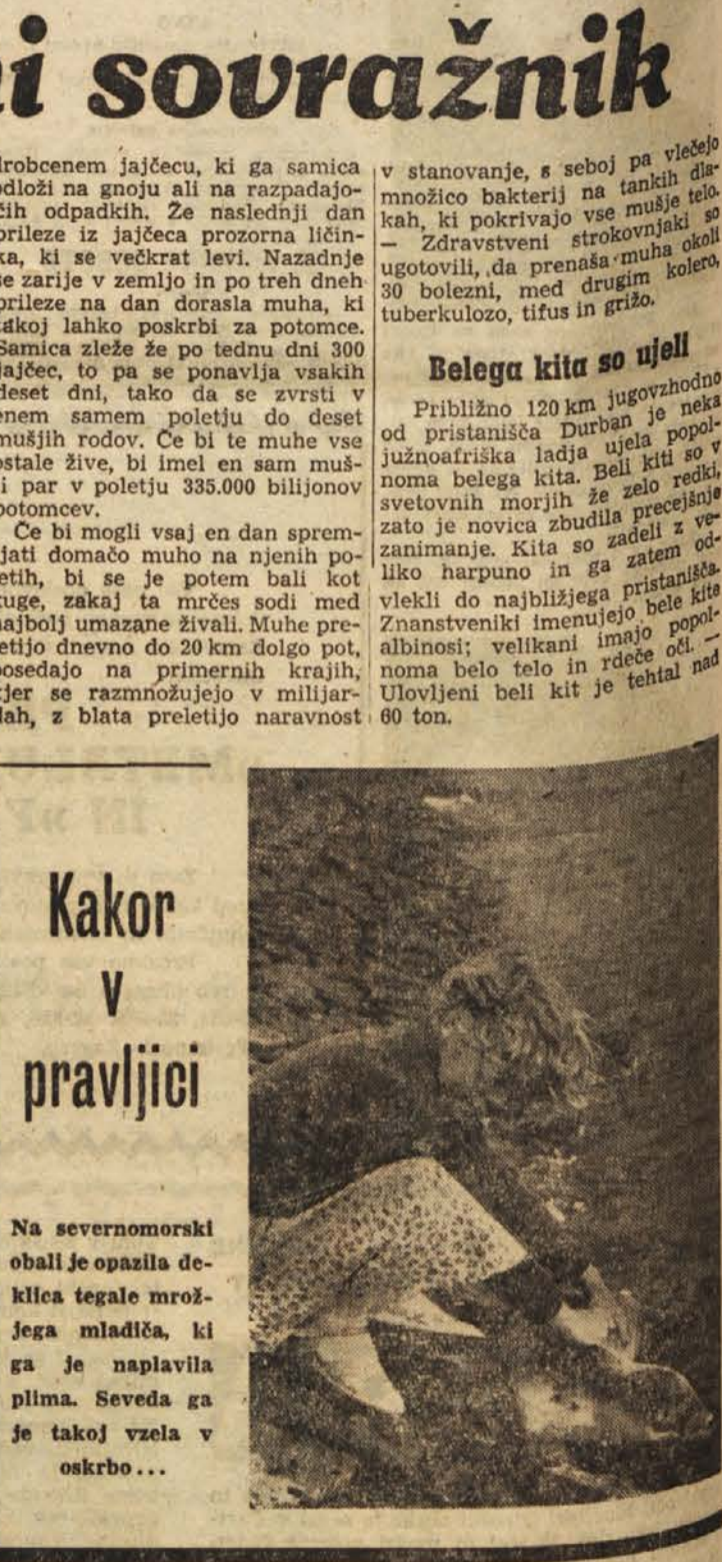 ni sovražnik
drobcenem jajčecu, ki ga samica
odloži na gnoju ali na razpadajo-
čih odpadkih. Že naslednji dan
prileze iz jajčeca prozorna ličin-
ka, ki se večkrat levi. Nazadnje
se zarije v zemljo in po treh dneh
prileze na dan dorasla muha, ki
takoj lahko poskrbi za potomce.
Samica zleže že po tednu dni 300
jajčec, to pa se ponavlja vsakih
deset dni, tako da se zvrsti v
enem samem poletju do deset
mušjih rodov. Če bi te muhe vse
ostale žive, bi imel en sam muš-
ji par v poletju 335.000 bilijonov
potomcev.
Če bi mogli vsaj en dan sprem-
ljati domačo muho na njenih po-
letih, bi se je potem bali kot
kuge, zakaj ta mrčes sodi med
najbolj umazane živali. Muhe pre-
letijo dnevno do 20 km dolgo pot,
posedajo na primernih krajih,
kjer se razmnožujejo v milijar-
dah, z blata preletijo naravnost
v stanovanje, s seboj pa vlečejo
množico bakterij na tankih dla-
kah, ki pokrivajo vse mušje telo.
— Zdravstveni strokovnjaki so
ugotovili, da prenaša muha okoli
30 bolezni, med drugim kolero,
tuberkulozo, tifus in grižo.
Belega kita so ujeli
Približno 120 km jugovzhodno
od pristanišča Durban je neka
južnoafriška ladja ujela popol-
noma belega kita. Beli kiti so v
svetovnih morjih že zelo redki,
zato je novica zbudila precejšnje
zanimanje. Kita so zadeli z ve-
liko harpuno in ga zatem od-
vlekli do najbližjega pristanišča.
Znanstveniki imenujejo bele kite
albinosi; velikani imajo popol-
noma belo telo in rdeče oči. —
Ulovljeni beli kit je tehtal nad
60 ton.
Kakor
v
pravljici
Na severnomorski
obali je opazila de-
klica tegale mrož-
jega mladiča, ki
ga je naplavila
plima. Seveda ga
je takoj vzela v
oskrbo...